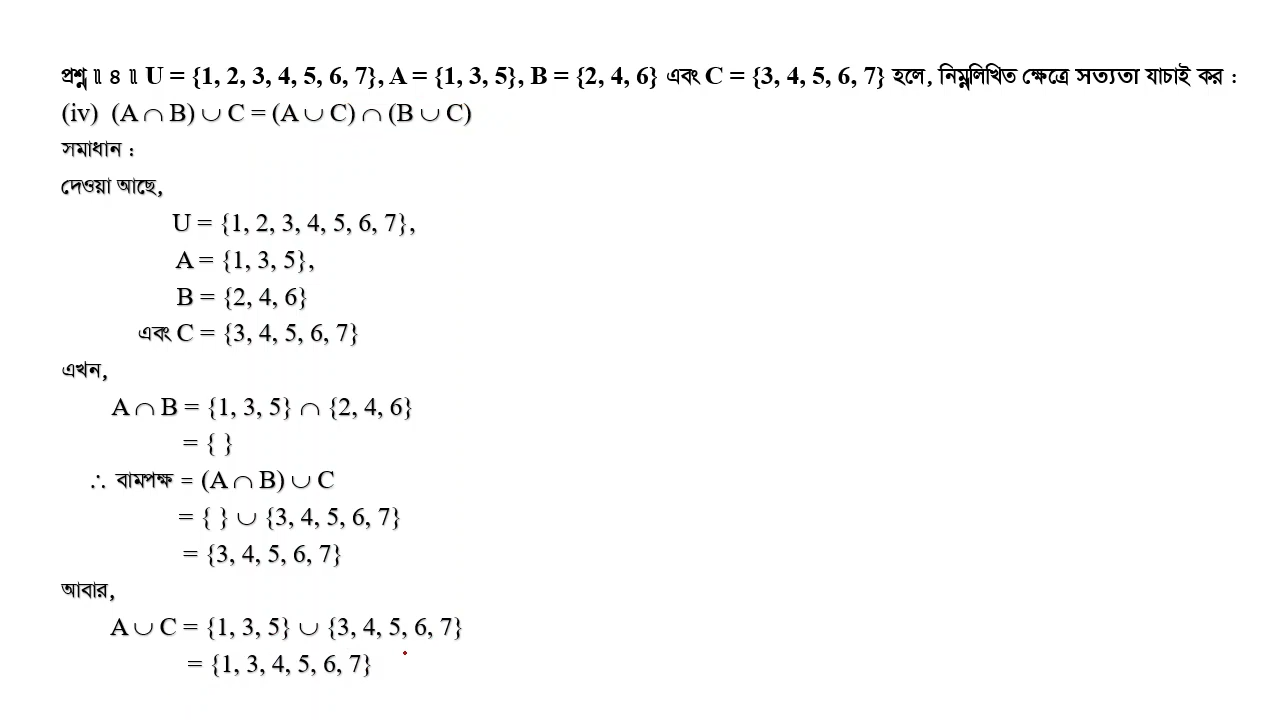 প্রশ্ন ॥ ৪ ॥ U = {1, 2, 3, 4, 5, 6, 7}, A = {1, 3, 5}, B = {2, 4, 6} এবং C = {3, 4, 5, 6, 7} হলে, নিম্নলিখিত ক্ষেত্রে সত্যতা যাচাই কর :
(iv) (A ∩ B) ∪ C = (A ∪ C) ∩ (B ∪ C)
সমাধান :
দেওয়া আছে,
U = {1, 2, 3, 4, 5, 6, 7},
A = {1, 3, 5},
B = {2, 4, 6}
এবং C = {3, 4, 5, 6, 7}
এখন,
A ∩ B = {1, 3, 5} ∩ {2, 4, 6}
= { }
∴ বামপক্ষ = (A ∩ B) ∪ C
= { } ∪ {3, 4, 5, 6, 7}
= {3, 4, 5, 6, 7}
আবার,
A ∪ C = {1, 3, 5} ∪ {3, 4, 5, 6, 7}
= {1, 3, 4, 5, 6, 7}